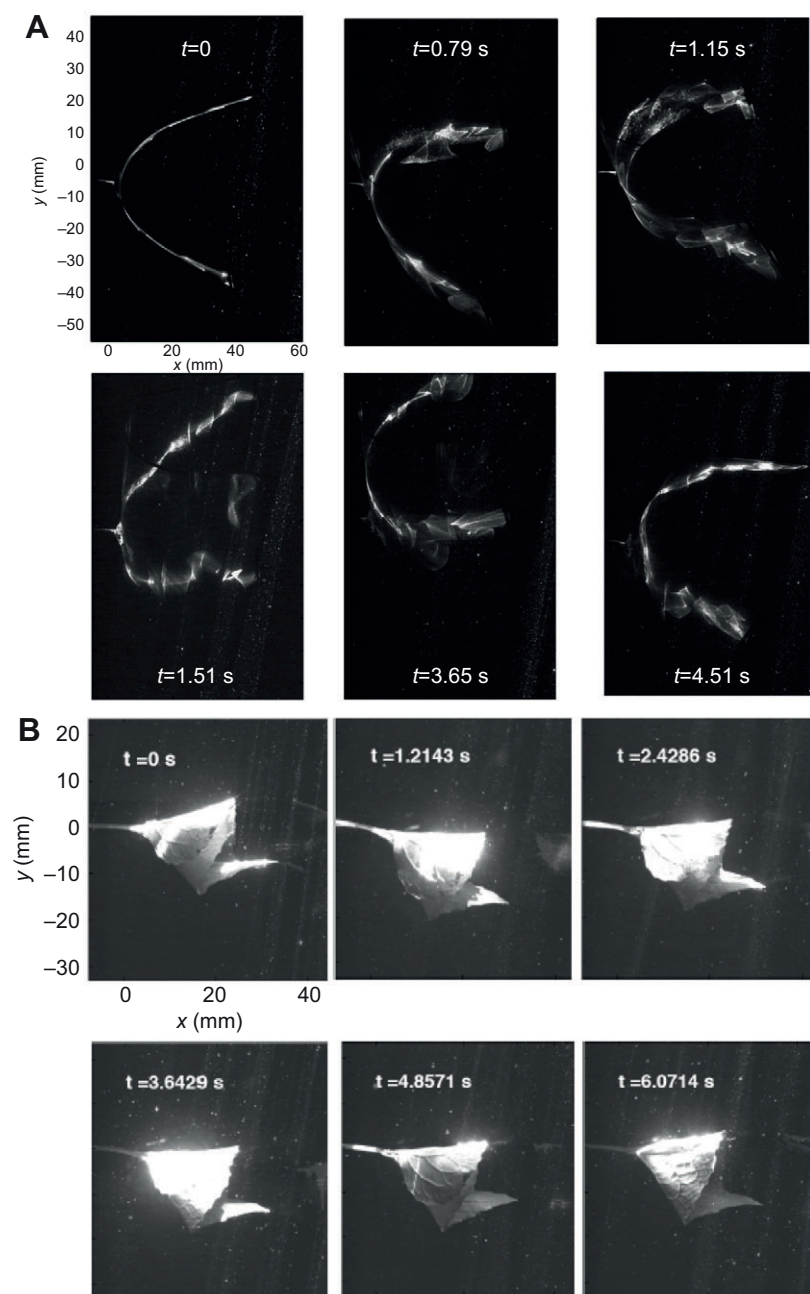 A
t=0
t=0.79 s
t=1.15 s
40
30
20
10
0
–10
–20
–30
–40
–50
y (mm)
0
20
40
60
x (mm)
t=1.51 s
t=3.65 s
t=4.51 s
B
t =0 s
t =1.2143 s
t =2.4286 s
20
10
0
–10
–20
–30
y (mm)
0
20
40
x (mm)
t =3.6429 s
t =4.8571 s
t =6.0714 s